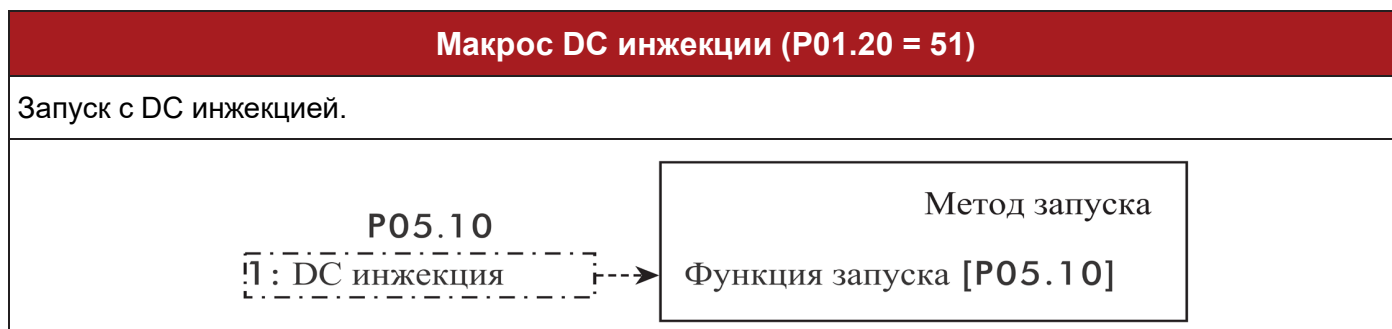 Макрос DC инжекции (P01.20 = 51)
Запуск с DC инжекцией.
Метод запуска
P05.10
1: DC инжекция
Функция запуска [P05.10]